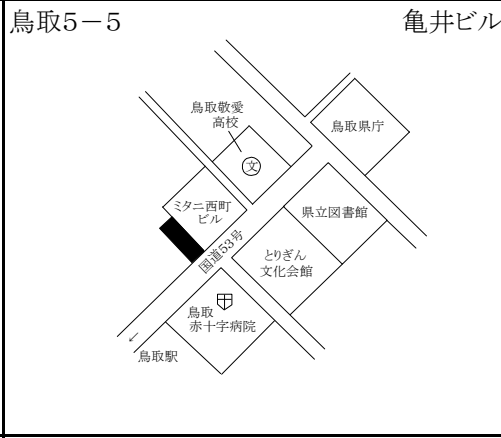 鳥取5－5
亀井ビル
鳥取敬愛
高校
鳥取県庁
文
ミタニ西町
ビル
県立図書館
国道53号
とりぎん
文化会館
鳥取
赤十字病院
←
鳥取駅